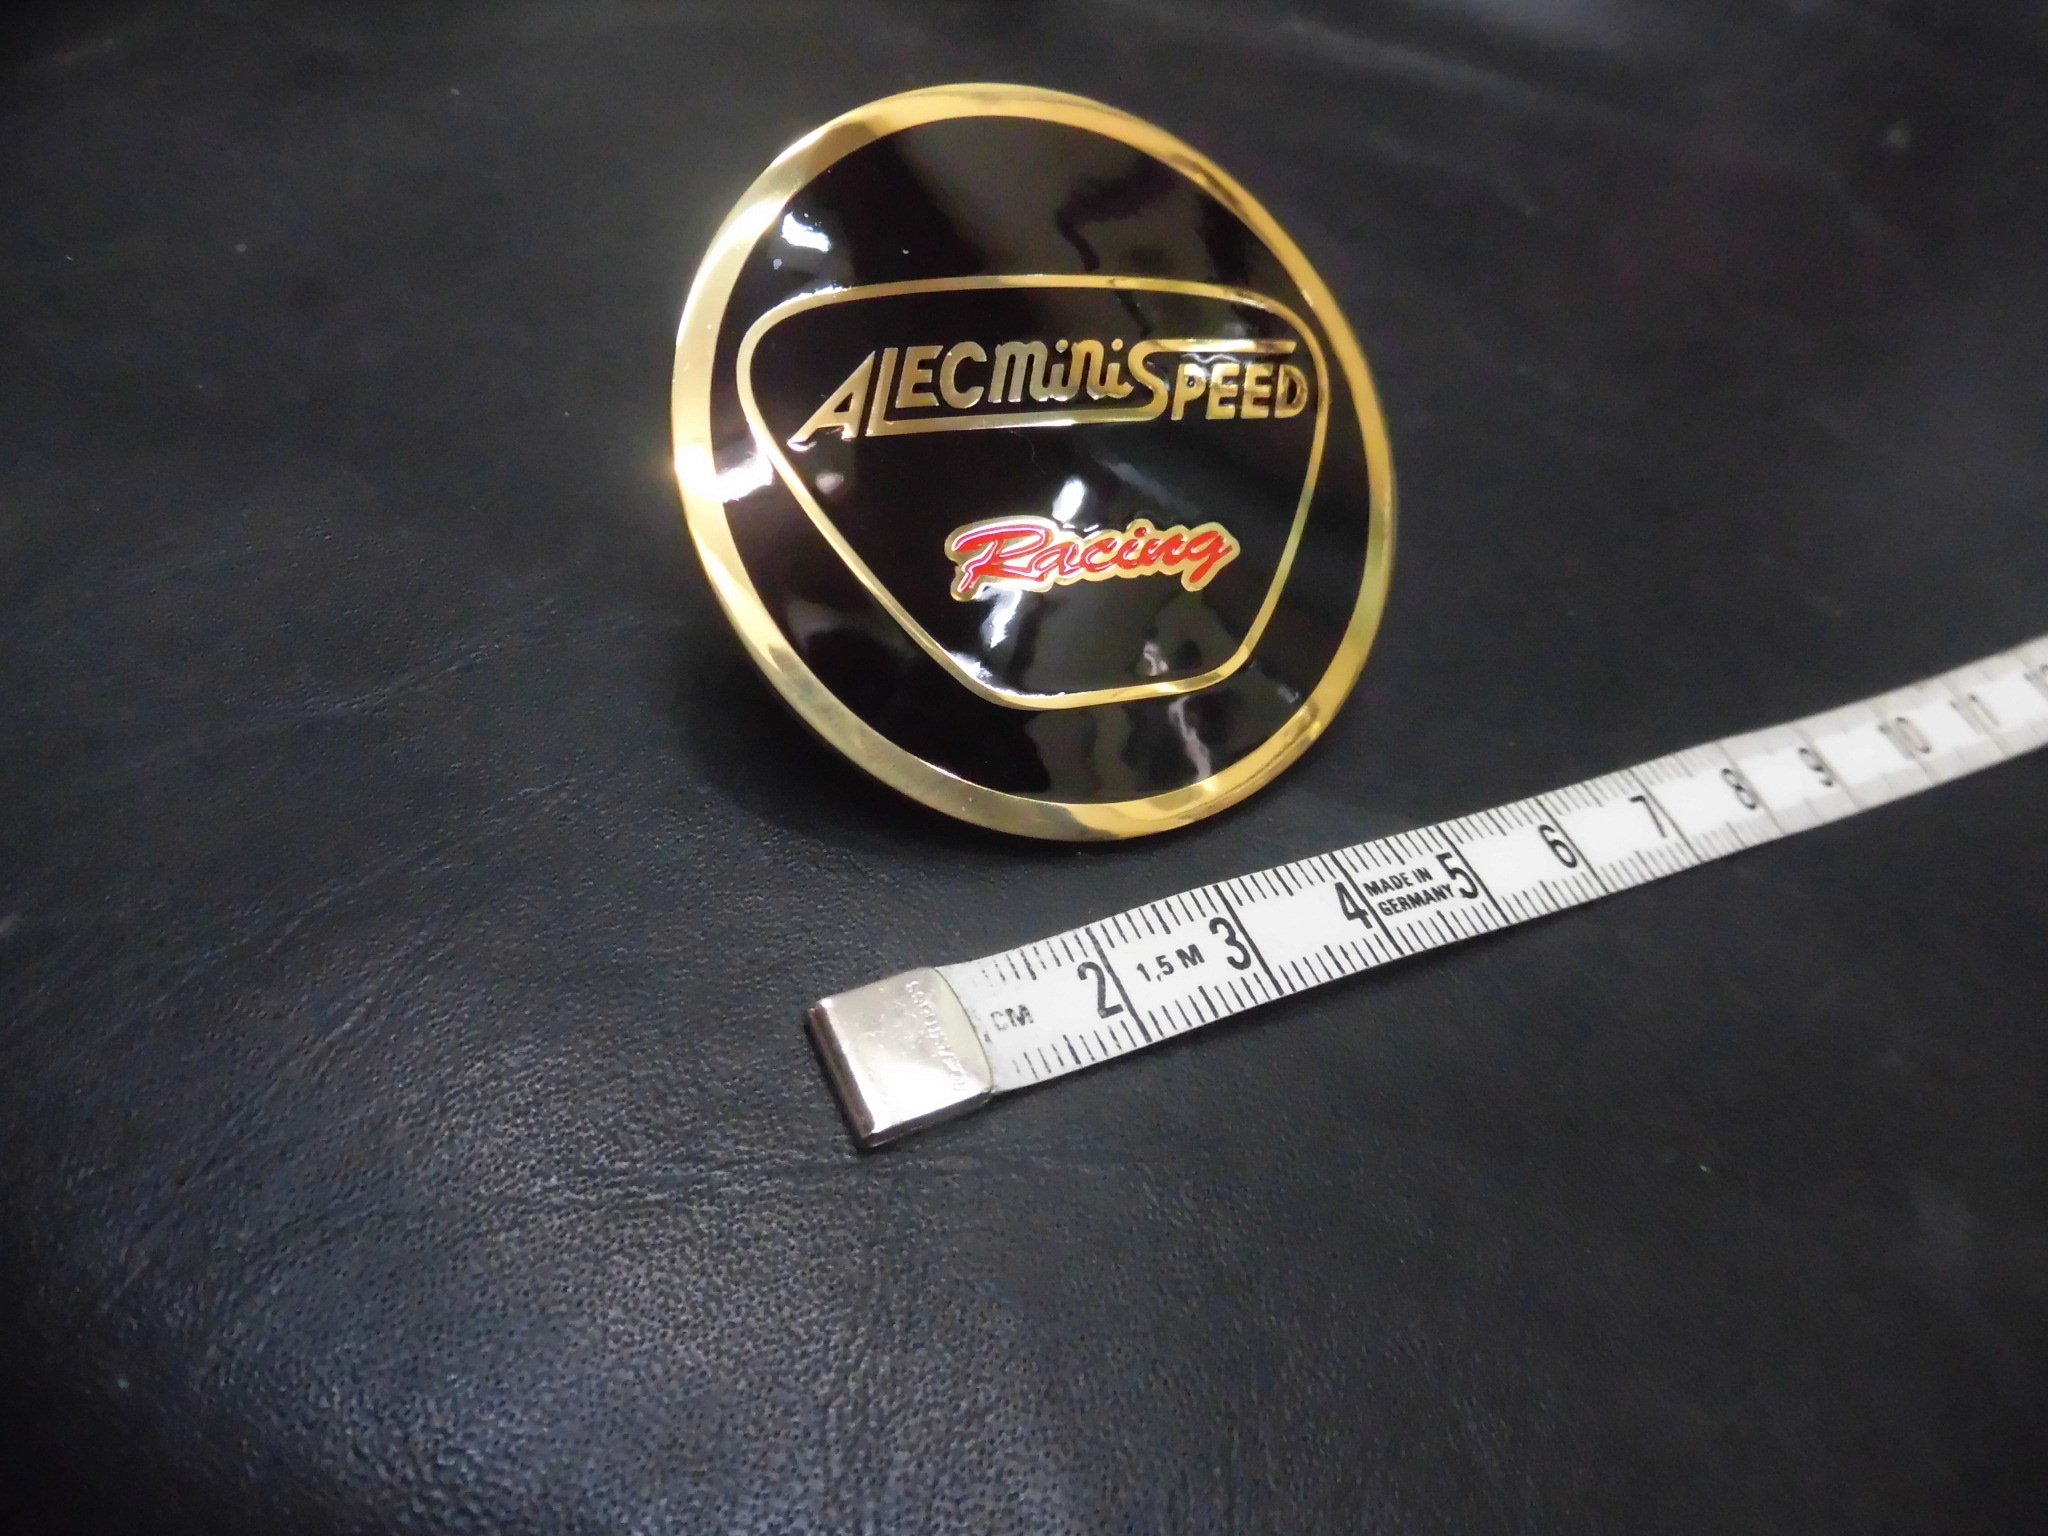 ALECminiSPEED
Racing
CM 2 1,5 M 3 4 MADE IN GERMANY 5 6 7 8 9 10 11